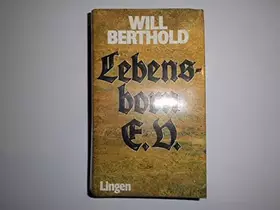 WILL
BERTHOLD
Lebens-
born
E.V.
Lingen